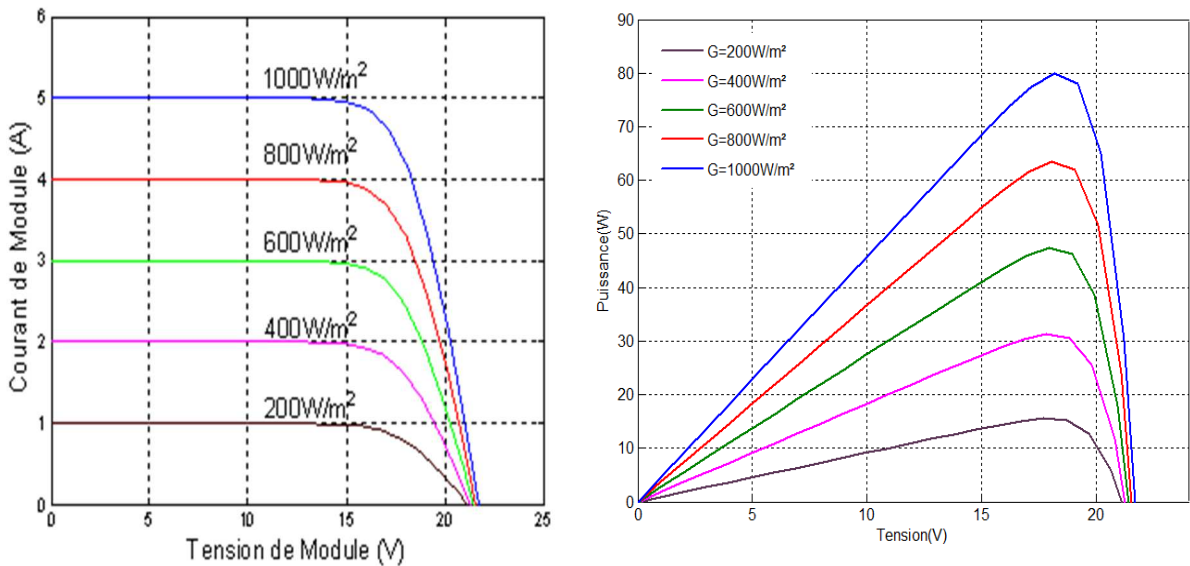 6
5
4
3
2
1
0
Courant de Module (A)
1000W/m²
800W/m²
600W/m²
400W/m²
200W/m²
0
5
10
15
20
25
Tension de Module (V)
90
80
70
60
50
40
30
20
10
0
Puissance(W)
G=200W/m²
G=400W/m²
G=600W/m²
G=800W/m²
G=1000W/m²
0
5
10
15
20
Tension(V)